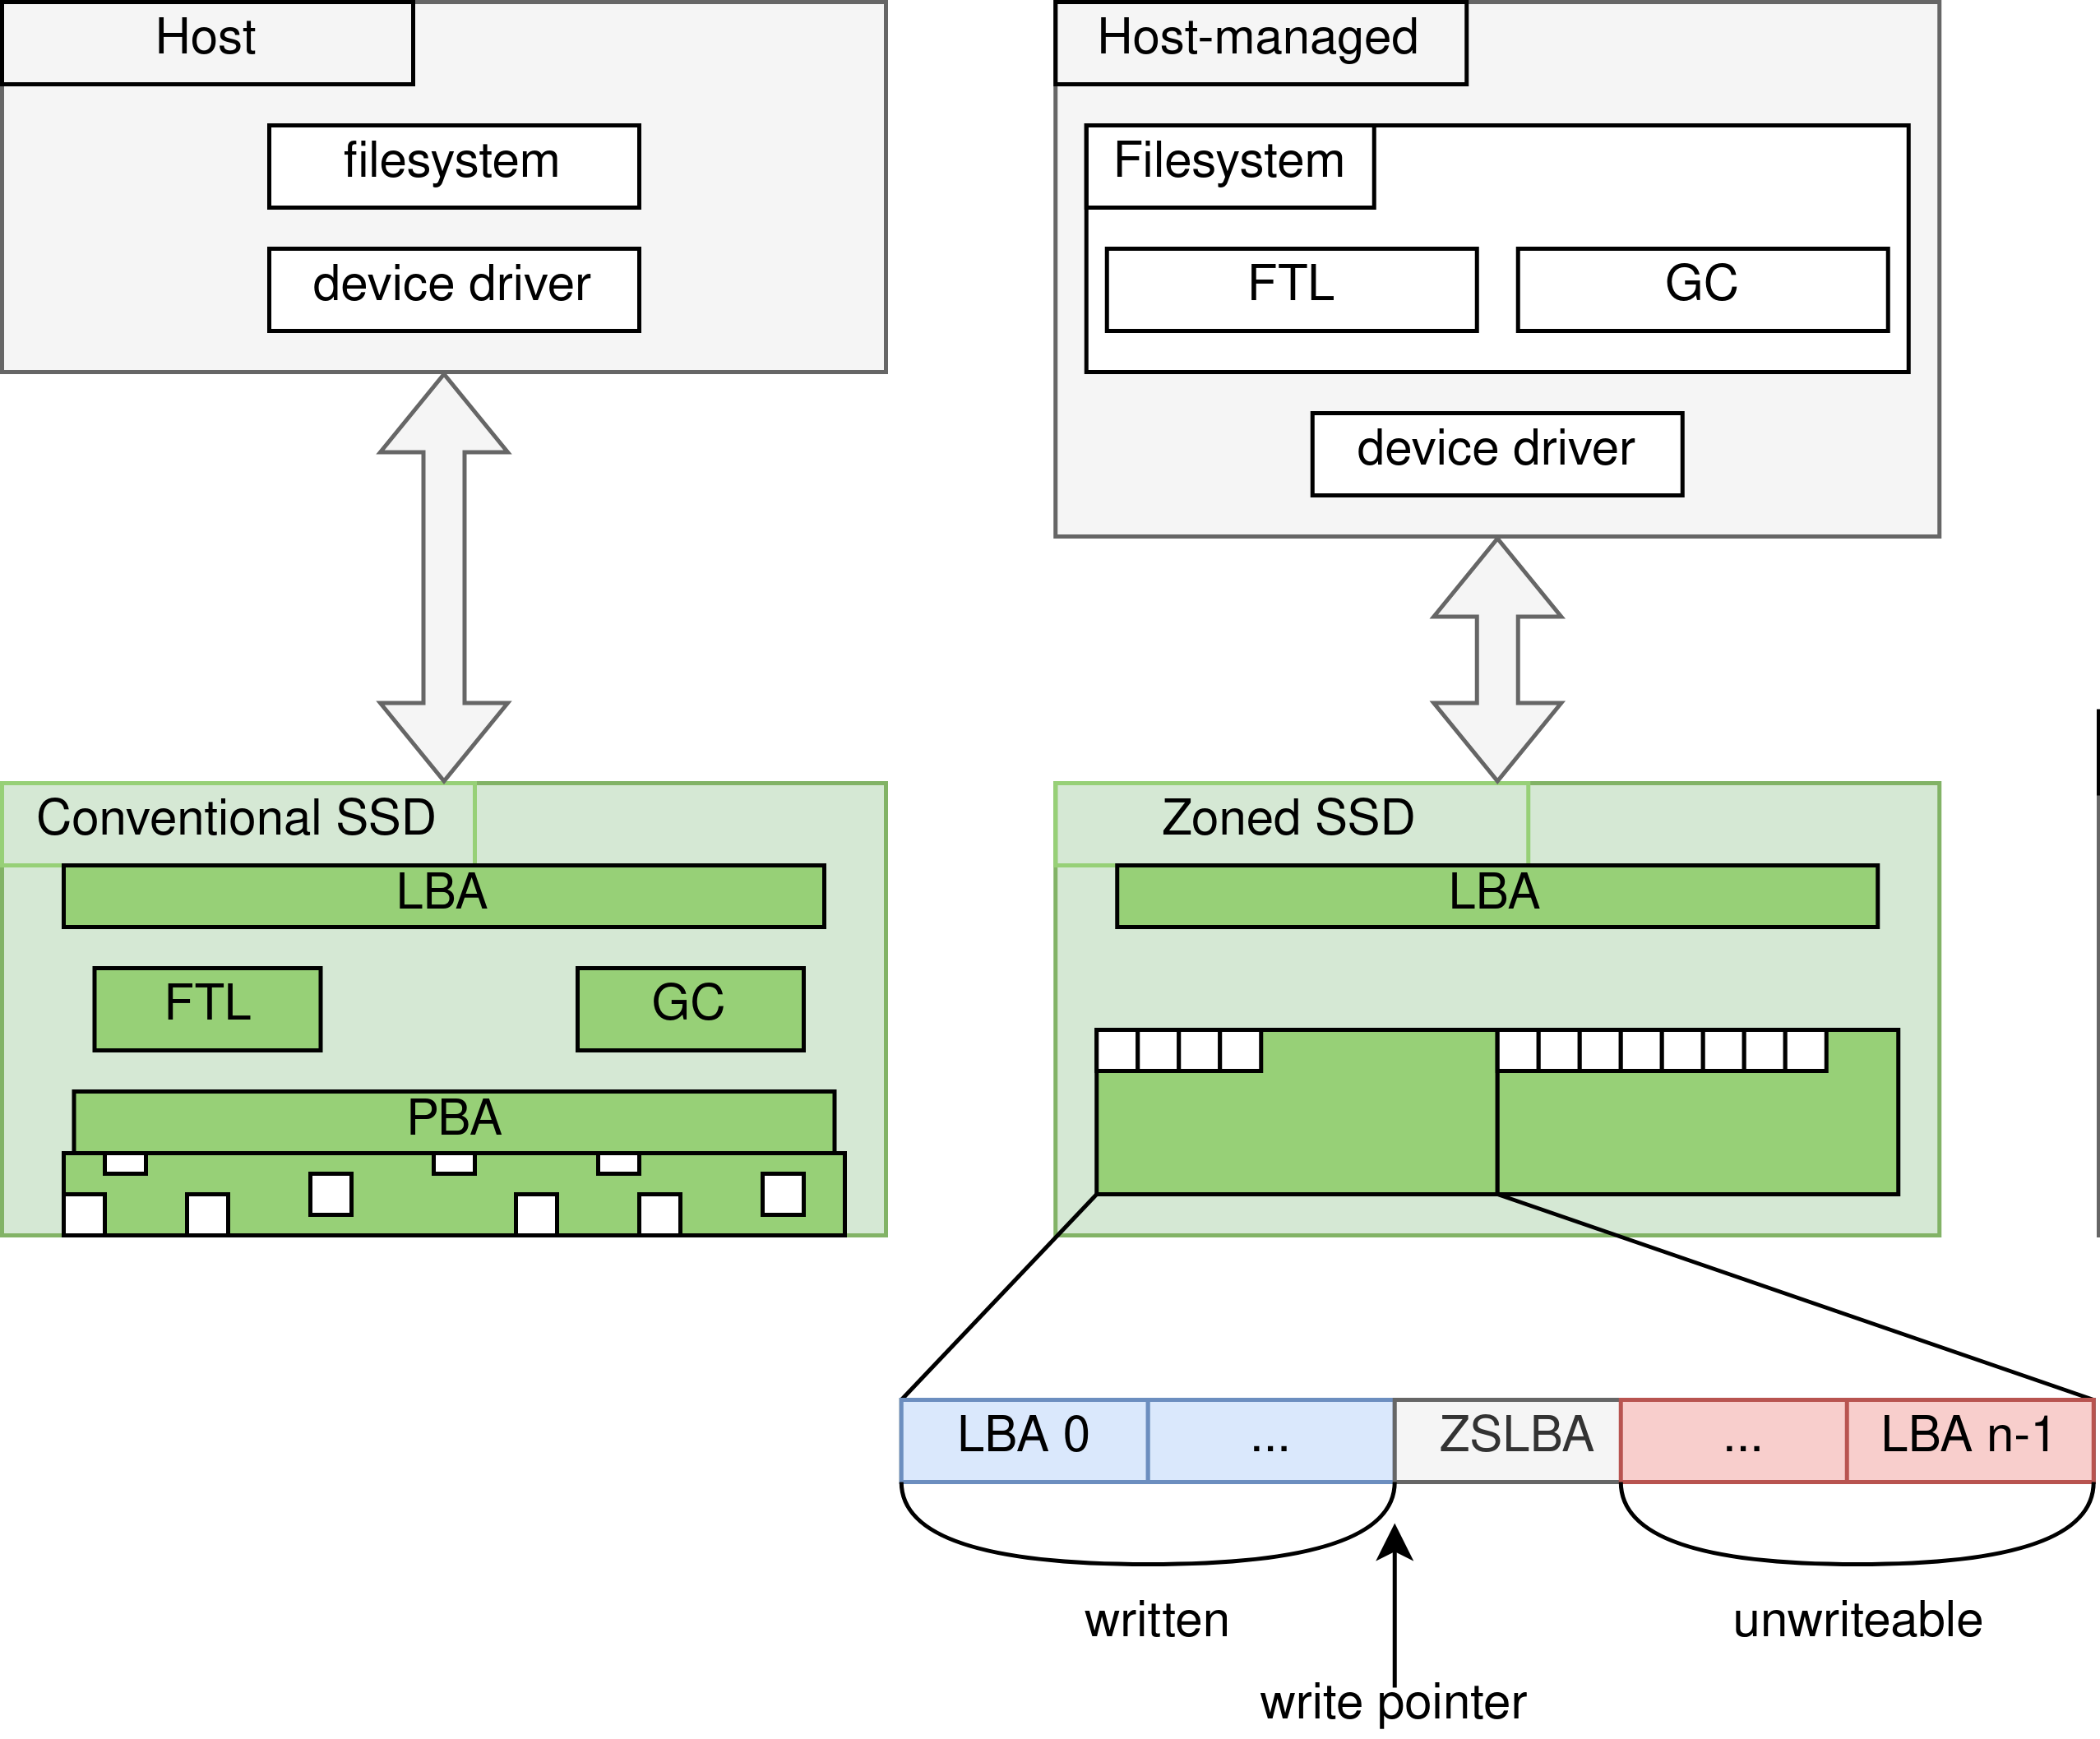 Host
filesystem
device driver
Conventional SSD
LBA
FTL
GC
PBA
Host-managed
Filesystem
FTL
GC
device driver
Zoned SSD
LBA
LBA 0
...
ZSLBA
...
LBA n-1
written
unwriteable
write pointer